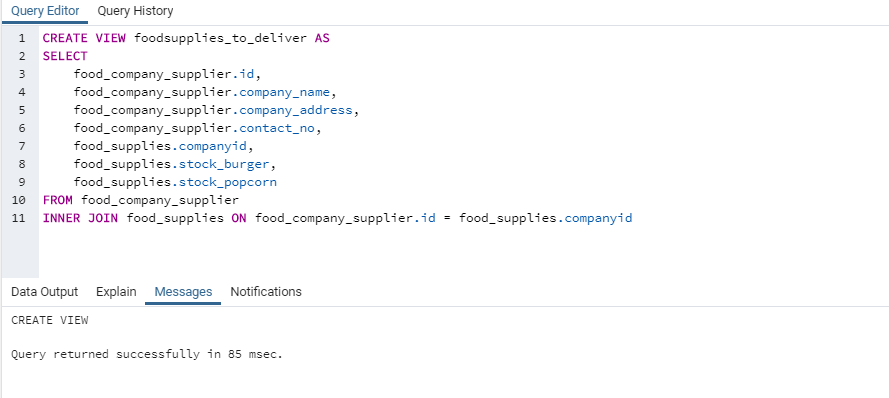 Query Editor Query History
1 CREATE VIEW foodsupplies_to_deliver AS
2 SELECT
3 food_company_supplier.id,
4 food_company_supplier.company_name,
5 food_company_supplier.company_address,
6 food_company_supplier.contact_no,
7 food_supplies.companyid,
8 food_supplies.stock_burger,
9 food_supplies.stock_popcorn
10 FROM food_company_supplier
11 INNER JOIN food_supplies ON food_company_supplier.id = food_supplies.companyid
Data Output Explain Messages Notifications
CREATE VIEW
Query returned successfully in 85 msec.